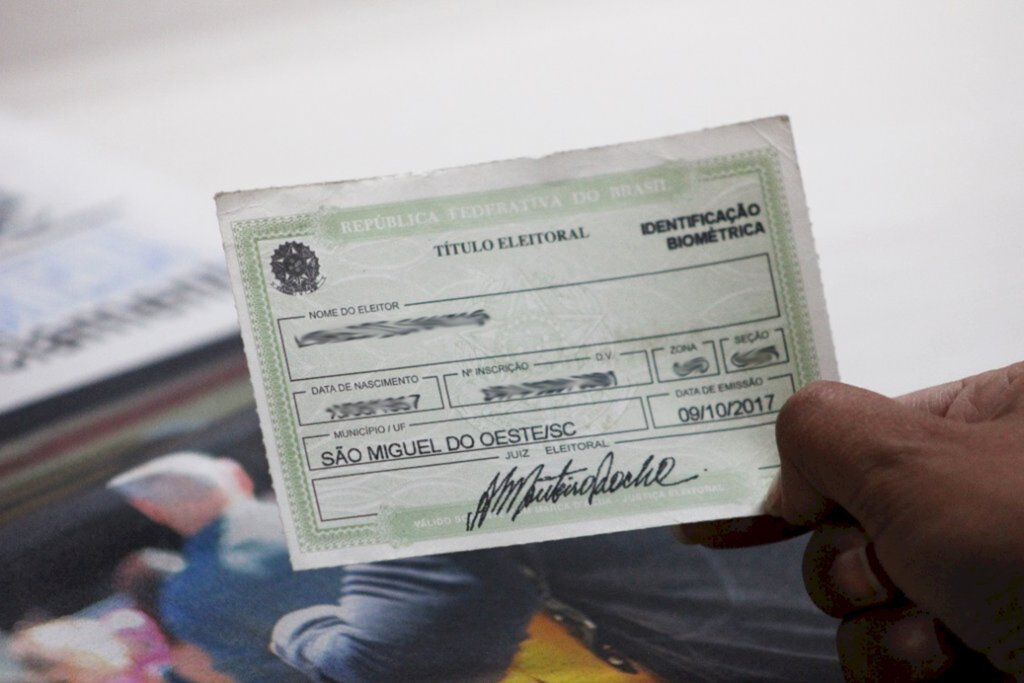 REPÚBLICA FEDERATIVA DO BRASIL
TÍTULO ELEITORAL
IDENTIFICAÇÃO
BIOMÉTRICA
NOME DO ELEITOR
DATA DE NASCIMENTO
Nº INSCRIÇÃO D.V.
ZONA
SEÇÃO
MUNICÍPIO / UF
SÃO MIGUEL DO OESTE/SC
DATA DE EMISSÃO
09/10/2017
JUIZ ELEITORAL
VÁLIDO
JUSTIÇA ELEITORAL